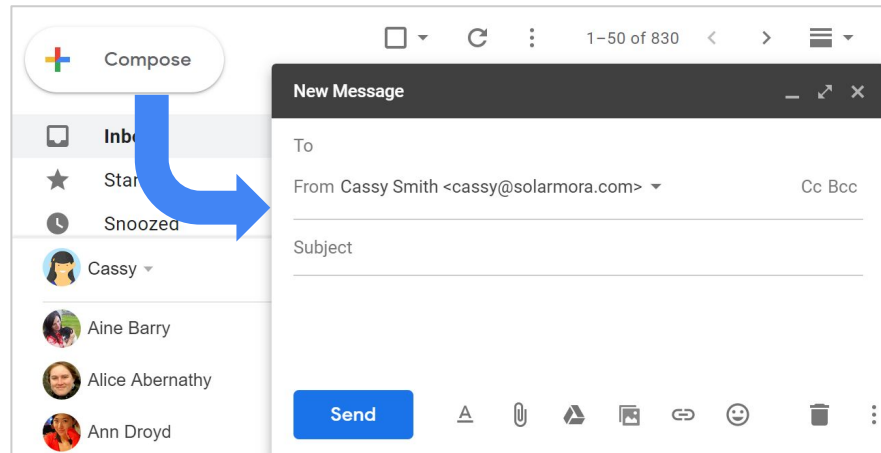 Compose
1–50 of 830
New Message
Inbo
To
Star
From Cassy Smith <cassy@solarmora.com>
Cc Bcc
Snoozed
Subject
Cassy
Aine Barry
Alice Abernathy
Ann Droyd
Send